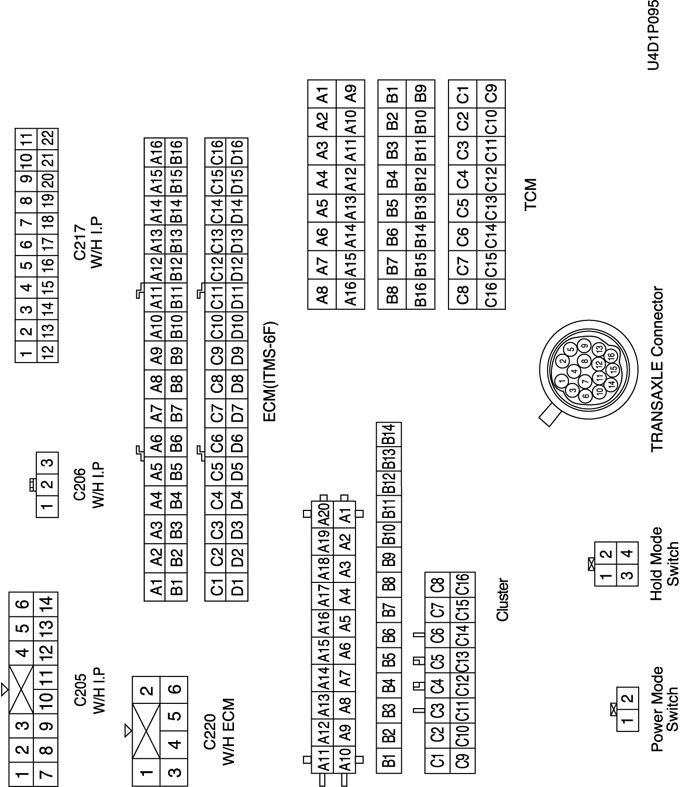 U4D1P095
1 2 3 4 5 6
7 8 9 10 11 12 13 14
C205
W/H I.P
1 2 3
C206
W/H I.P
1 2 3 4 5 6 7 8 9 10 11
12 13 14 15 16 17 18 19 20 21 22
C217
W/H I.P
1 2
3 4 5 6
C220
W/H ECM
A1 A2 A3 A4 A5 A6 A7 A8 A9 A10 A11 A12 A13 A14 A15 A16
B1 B2 B3 B4 B5 B6 B7 B8 B9 B10 B11 B12 B13 B14 B15 B16
C1 C2 C3 C4 C5 C6 C7 C8 C9 C10 C11 C12 C13 C14 C15 C16
D1 D2 D3 D4 D5 D6 D7 D8 D9 D10 D11 D12 D13 D14 D15 D16
ECM(ITMS-6F)
A11 A12 A13 A14 A15 A16 A17 A18 A19 A20
A10 A9 A8 A7 A6 A5 A4 A3 A2 A1
B1 B2 B3 B4 B5 B6 B7 B8 B9 B10 B11 B12 B13 B14
C1 C2 C3 C4 C5 C6 C7 C8
C9 C10 C11 C12 C13 C14 C15 C16
Cluster
A8 A7 A6 A5 A4 A3 A2 A1
A16 A15 A14 A13 A12 A11 A10 A9
B8 B7 B6 B5 B4 B3 B2 B1
B16 B15 B14 B13 B12 B11 B10 B9
C8 C7 C6 C5 C4 C3 C2 C1
C16 C15 C14 C13 C12 C11 C10 C9
TCM
1 2
Power Mode
Switch
1 2
3 4
Hold Mode
Switch
1 2 5
3 4 8 9
6 7 12 13
10 11 15 16
14
TRANSAXLE Connector